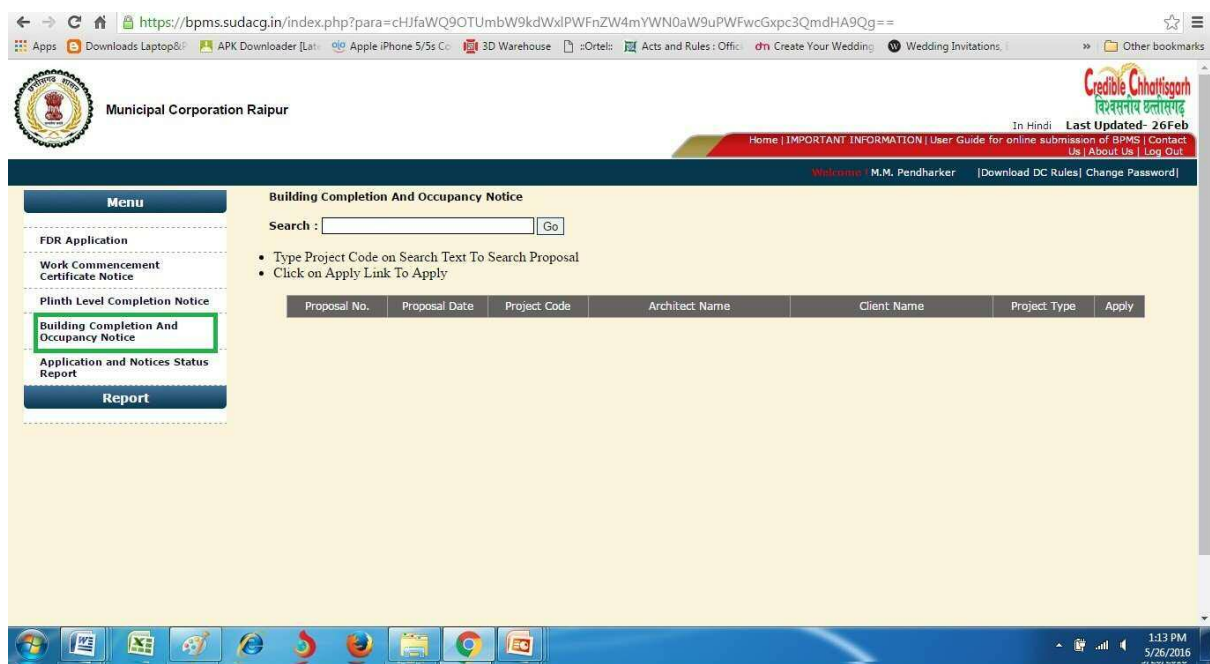 https://bpms.sudacg.in/index.php?para=cHJfaWQ9OTUmbW9kdWxlPWFnZW4mYWN0aW9uPWFwcGxpc3QmdHA9Qg==
Apps Downloads Laptop&P APK Downloader [Lat Apple iPhone 5/5s Co 3D Warehouse ::Ortel:: Acts and Rules : Offic Create Your Wedding Wedding Invitations, Other bookmarks
Municipal Corporation Raipur
Credible Chhattisgarh
विश्वसनीय छत्तीसगढ़
In Hindi Last Updated- 26Feb
Home | IMPORTANT INFORMATION | User Guide for online submission of BPMS | Contact
Us | About Us | Log Out
Welcome ! M.M. Pendharker |Download DC Rules| Change Password|
Menu
FDR Application
Work Commencement
Certificate Notice
Plinth Level Completion Notice
Building Completion And
Occupancy Notice
Application and Notices Status
Report
Report
Building Completion And Occupancy Notice
Search : Go
• Type Project Code on Search Text To Search Proposal
• Click on Apply Link To Apply
Proposal No. Proposal Date Project Code Architect Name Client Name Project Type Apply
1:13 PM
5/26/2016